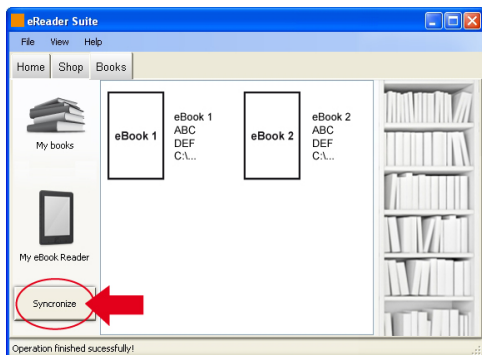 eReader Suite
File View Help
Home Shop Books
My books
eBook 1
eBook 1
ABC
DEF
C:\...
eBook 2
eBook 2
ABC
DEF
C:\...
My eBook Reader
Syncronize
Operation finished sucessfully!